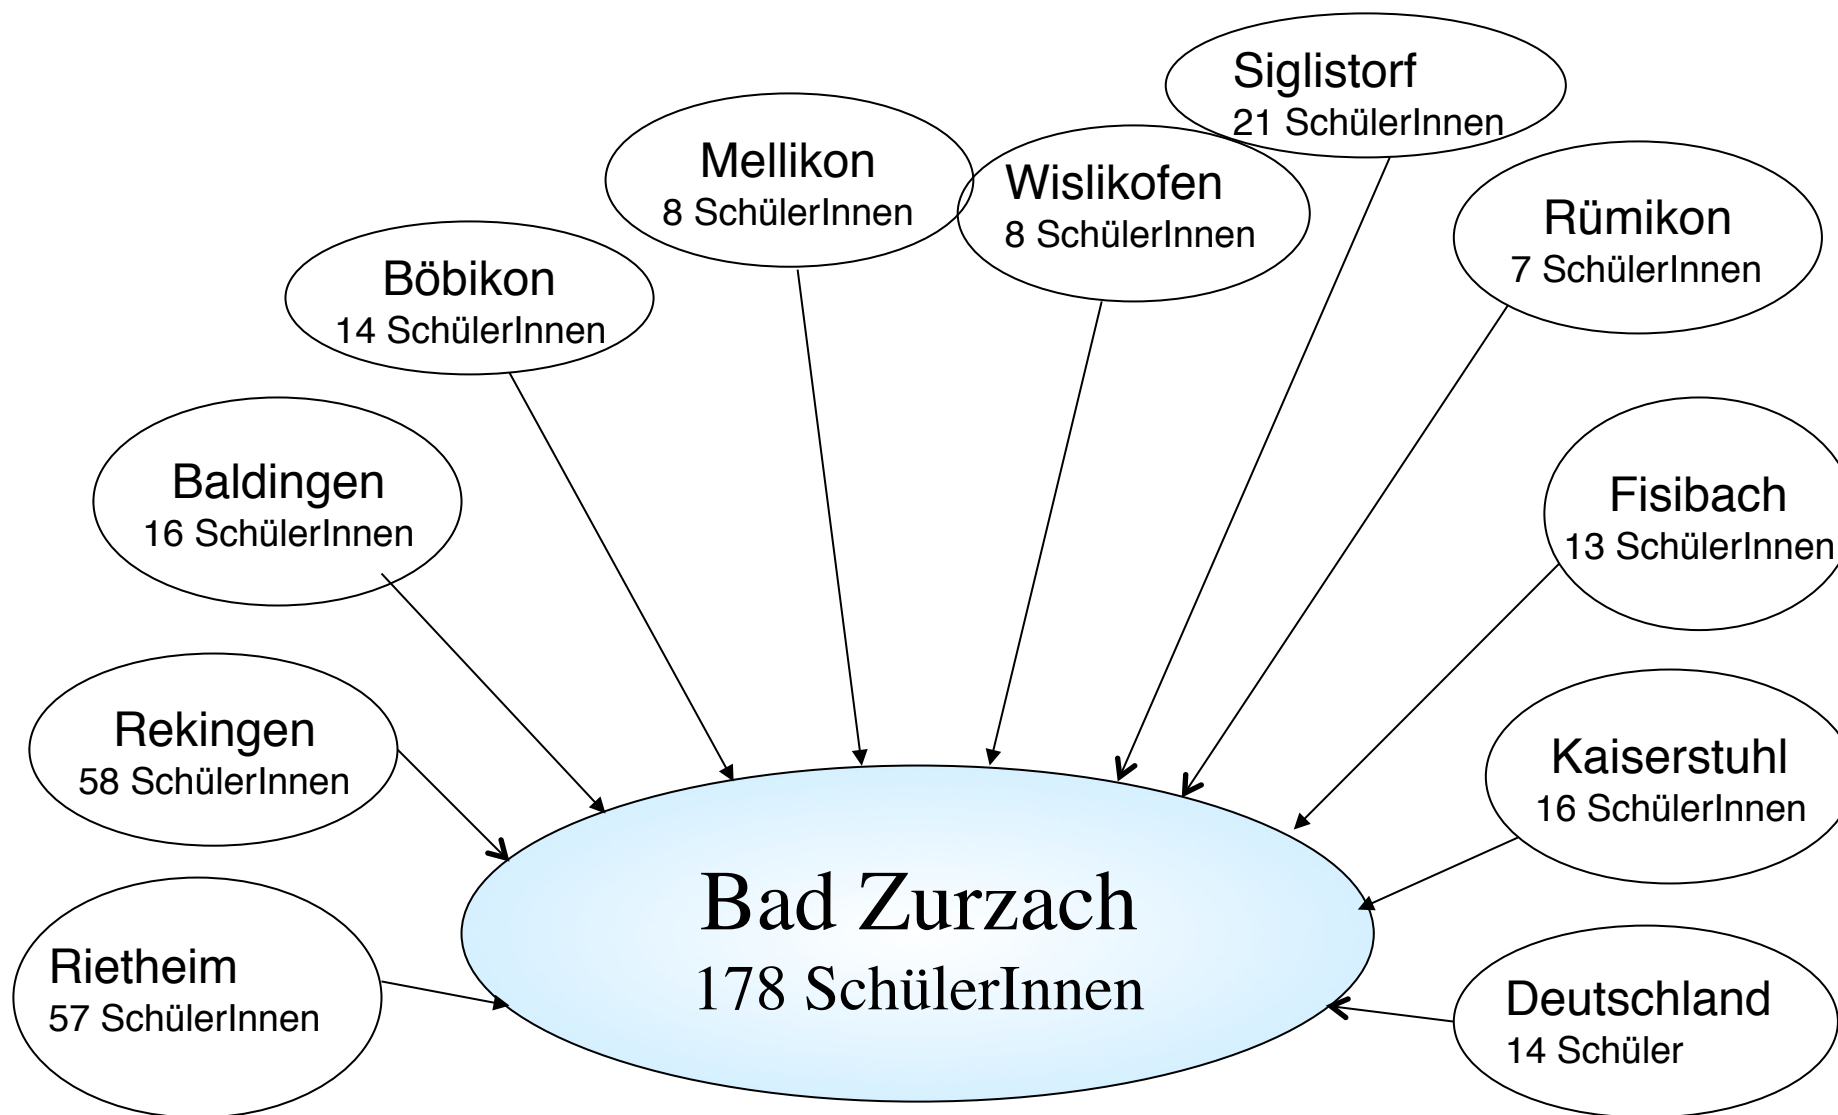 Siglistorf
21 SchülerInnen
Mellikon
8 SchülerInnen
Wislikofen
8 SchülerInnen
Rümikon
7 SchülerInnen
Böbikon
14 SchülerInnen
Baldingen
16 SchülerInnen
Fisibach
13 SchülerInnen
Rekingen
58 SchülerInnen
Kaiserstuhl
16 SchülerInnen
Bad Zurzach
178 SchülerInnen
Rietheim
57 SchülerInnen
Deutschland
14 Schüler